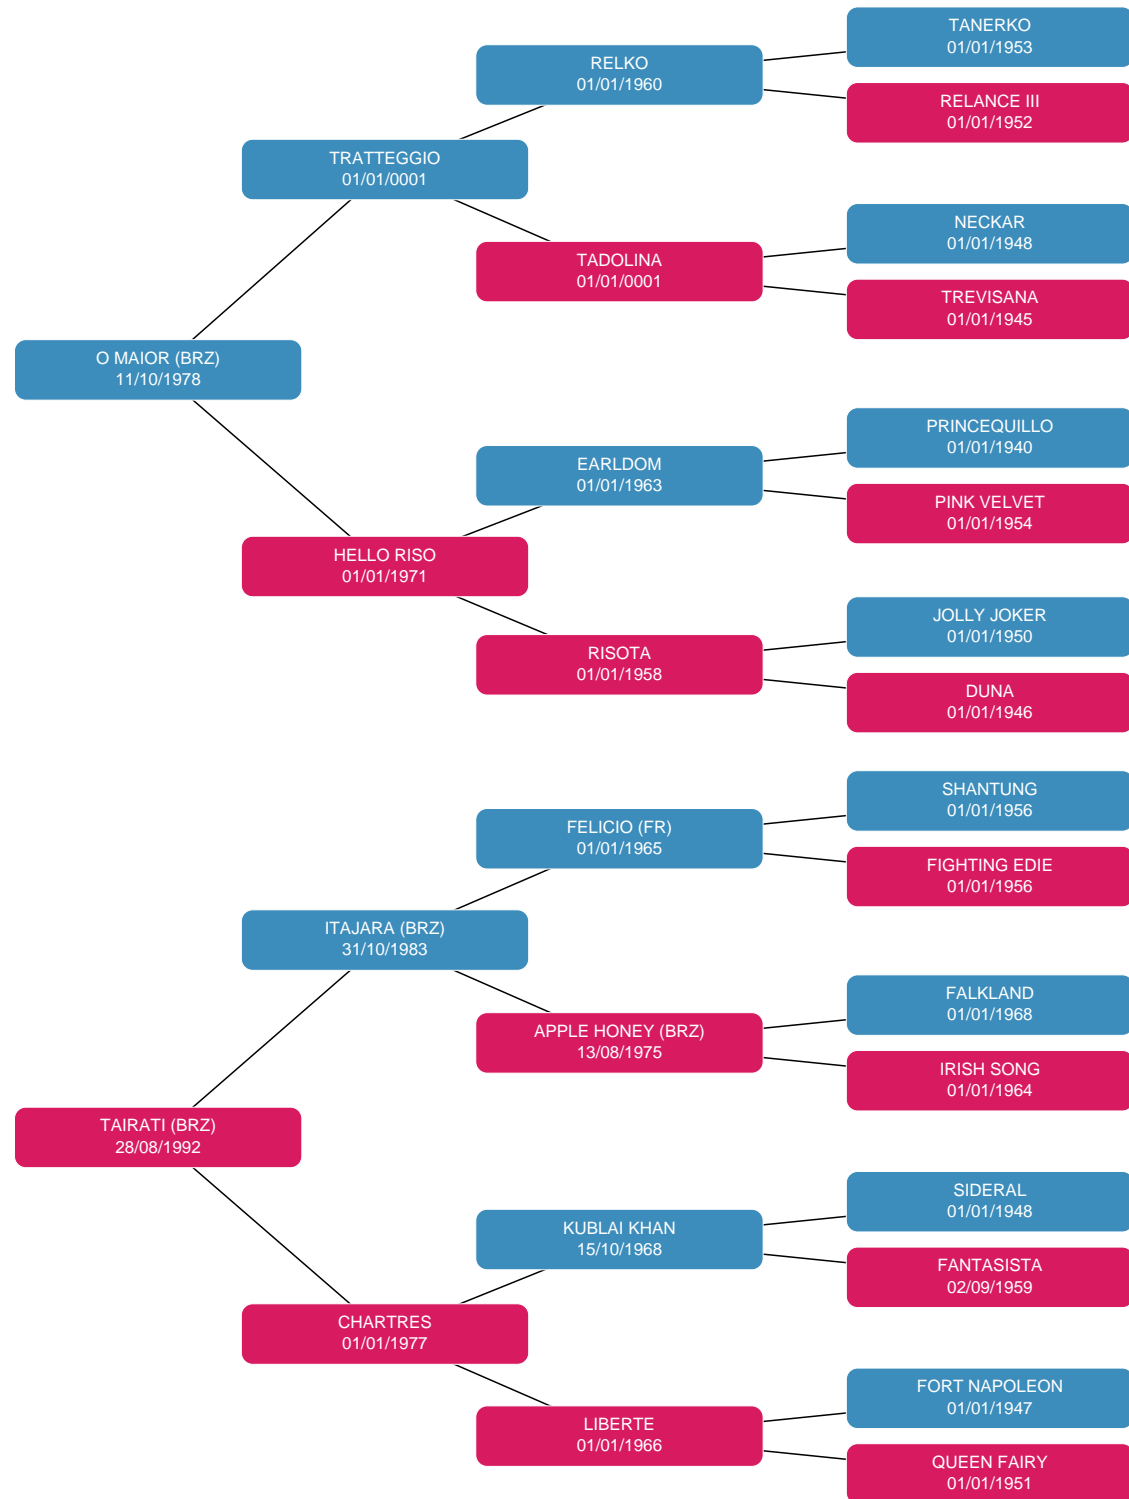 TANERKO
01/01/1953
RELKO
01/01/1960
RELANCE III
01/01/1952
TRATTEGGIO
01/01/0001
NECKAR
01/01/1948
TADOLINA
01/01/0001
TREVISANA
01/01/1945
O MAIOR (BRZ)
11/10/1978
PRINCEQUILLO
01/01/1940
EARLDOM
01/01/1963
PINK VELVET
01/01/1954
HELLO RISO
01/01/1971
JOLLY JOKER
01/01/1950
RISOTA
01/01/1958
DUNA
01/01/1946
SHANTUNG
01/01/1956
FELICIO (FR)
01/01/1965
FIGHTING EDIE
01/01/1956
ITAJARA (BRZ)
31/10/1983
FALKLAND
01/01/1968
APPLE HONEY (BRZ)
13/08/1975
IRISH SONG
01/01/1964
TAIRATI (BRZ)
28/08/1992
SIDERAL
01/01/1948
KUBLAI KHAN
15/10/1968
FANTASISTA
02/09/1959
CHARTRES
01/01/1977
FORT NAPOLEON
01/01/1947
LIBERTE
01/01/1966
QUEEN FAIRY
01/01/1951